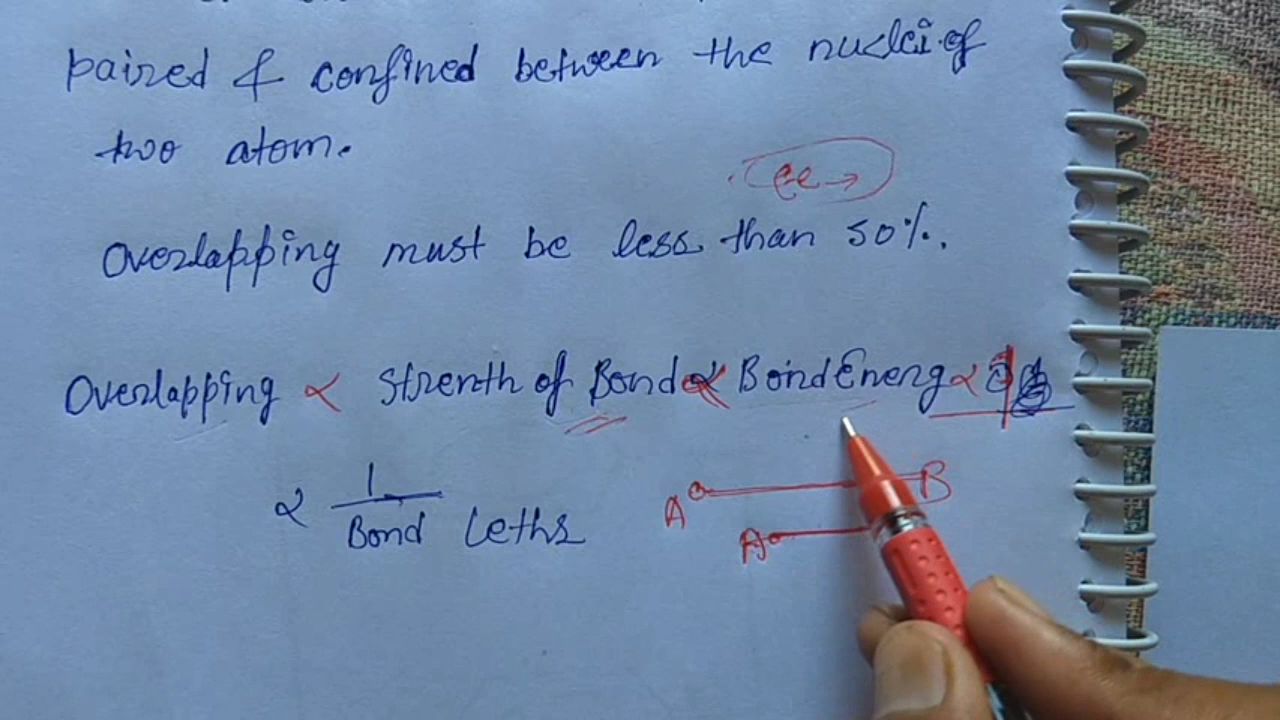 paired & confined between the nuclei of
two atom.
Overlapping must be less than 50%.
Overlapping ∝ Strenth of Bond ∝ Bond Energ ∝
∝ 1 / Bond Leths
A B
A